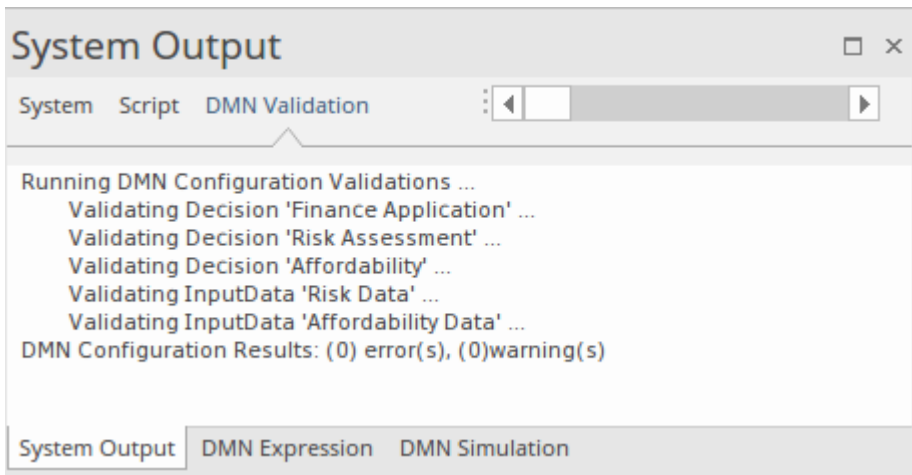 System Output
System Script DMN Validation
Running DMN Configuration Validations ...
Validating Decision 'Finance Application' ...
Validating Decision 'Risk Assessment' ...
Validating Decision 'Affordability' ...
Validating InputData 'Risk Data' ...
Validating InputData 'Affordability Data' ...
DMN Configuration Results: (0) error(s), (0)warning(s)
System Output DMN Expression DMN Simulation